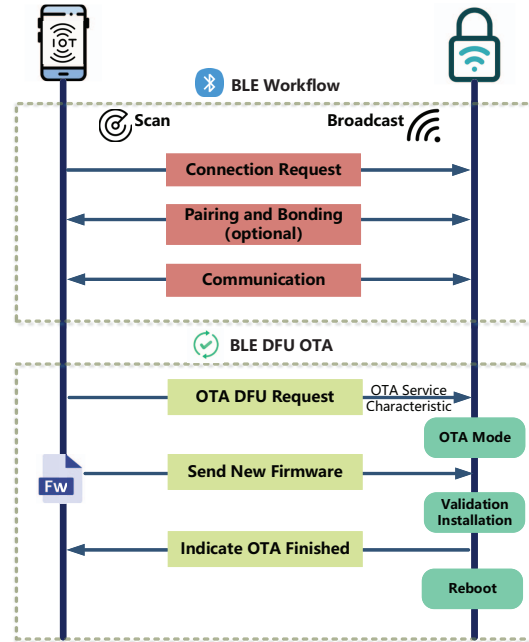 IOT
BLE Workflow
Scan
Broadcast
Connection Request
Pairing and Bonding
(optional)
Communication
BLE DFU OTA
OTA DFU Request
OTA Service
Characteristic
OTA Mode
Fw
Send New Firmware
Validation
Installation
Indicate OTA Finished
Reboot